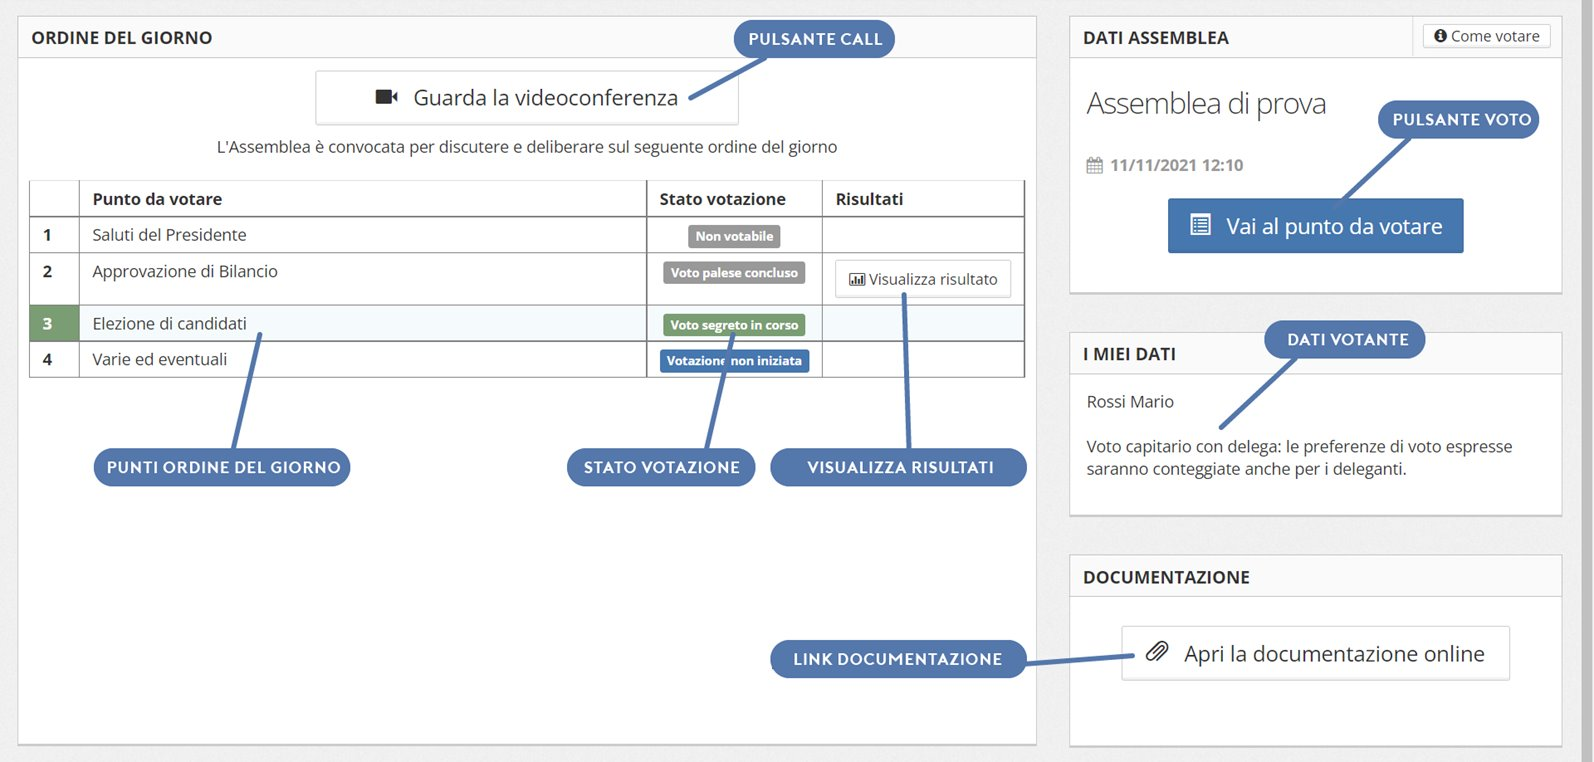 ORDINE DEL GIORNO
PULSANTE CALL
Guarda la videoconferenza
L'Assemblea è convocata per discutere e deliberare sul seguente ordine del giorno
Punto da votare Stato votazione Risultati
1 Saluti del Presidente Non votabile
2 Approvazione di Bilancio Voto palese concluso Visualizza risultato
3 Elezione di candidati Voto segreto in corso
4 Varie ed eventuali Votazione non iniziata
PUNTI ORDINE DEL GIORNO STATO VOTAZIONE VISUALIZZA RISULTATI
DATI ASSEMBLEA Come votare
Assemblea di prova
PULSANTE VOTO
11/11/2021 12:10
Vai al punto da votare
DATI VOTANTE
I MIEI DATI
Rossi Mario
Voto capitario con delega: le preferenze di voto espresse
saranno conteggiate anche per i deleganti.
DOCUMENTAZIONE
LINK DOCUMENTAZIONE
Apri la documentazione online